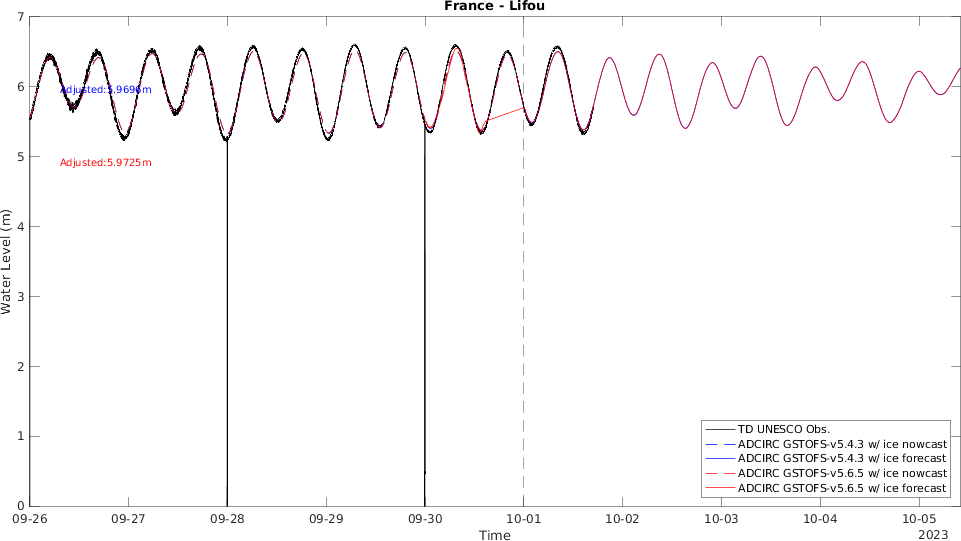 France - Lifou
7
6
5
4
3
2
1
0
Water Level (m)
Adjusted:5.9696m
Adjusted:5.9725m
TD UNESCO Obs.
ADCIRC GSTOFS-v5.4.3 w/ ice nowcast
ADCIRC GSTOFS-v5.4.3 w/ ice forecast
ADCIRC GSTOFS-v5.6.5 w/ ice nowcast
ADCIRC GSTOFS-v5.6.5 w/ ice forecast
09-26 09-27 09-28 09-29 09-30 10-01 10-02 10-03 10-04 10-05
Time
2023